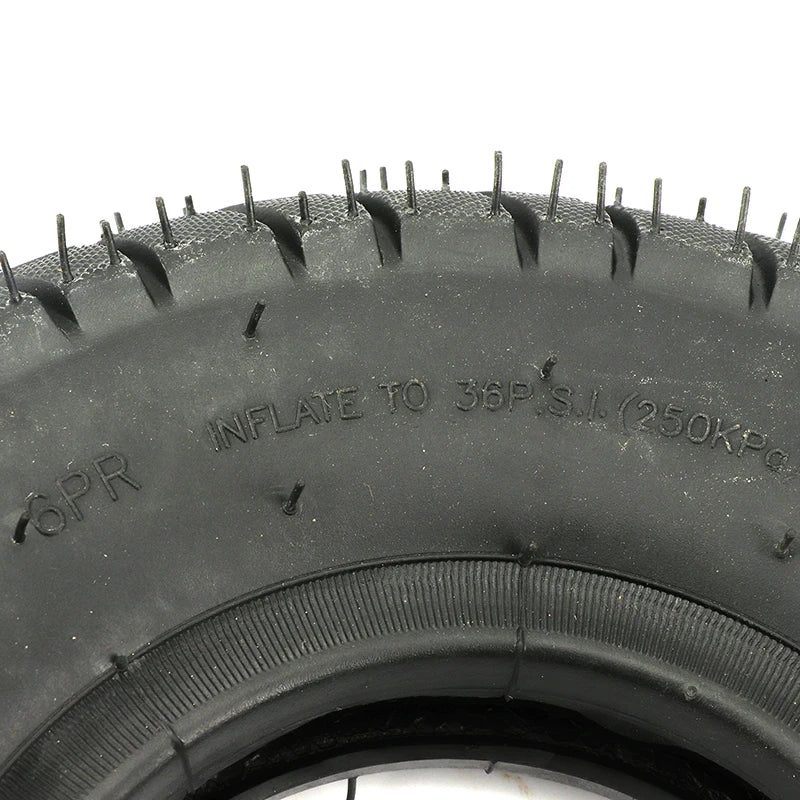 6PR
INFLATE TO 36P.S.I. (250KPa